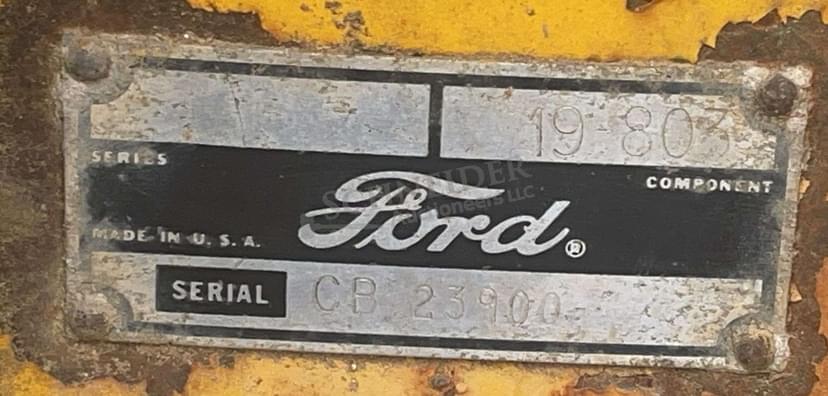 19-803
SERIES
COMPONENT
Ford®
MADE IN U.S.A.
SERIAL CB 23900